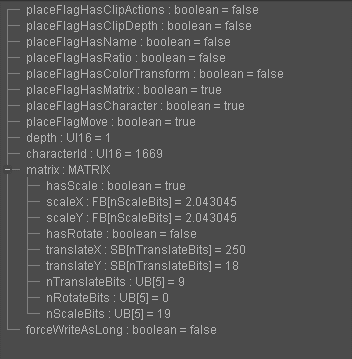 placeFlagHasClipActions : boolean = false
placeFlagHasClipDepth : boolean = false
placeFlagHasName : boolean = false
placeFlagHasRatio : boolean = false
placeFlagHasColorTransform : boolean = false
placeFlagHasMatrix : boolean = true
placeFlagHasCharacter : boolean = true
placeFlagMove : boolean = true
depth : UI16 = 1
characterId : UI16 = 1669
matrix : MATRIX
hasScale : boolean = true
scaleX : FB[nScaleBits] = 2.043045
scaleY : FB[nScaleBits] = 2.043045
hasRotate : boolean = false
translateX : SB[nTranslateBits] = 250
translateY : SB[nTranslateBits] = 18
nTranslateBits : UB[5] = 9
nRotateBits : UB[5] = 0
nScaleBits : UB[5] = 19
forceWriteAsLong : boolean = false